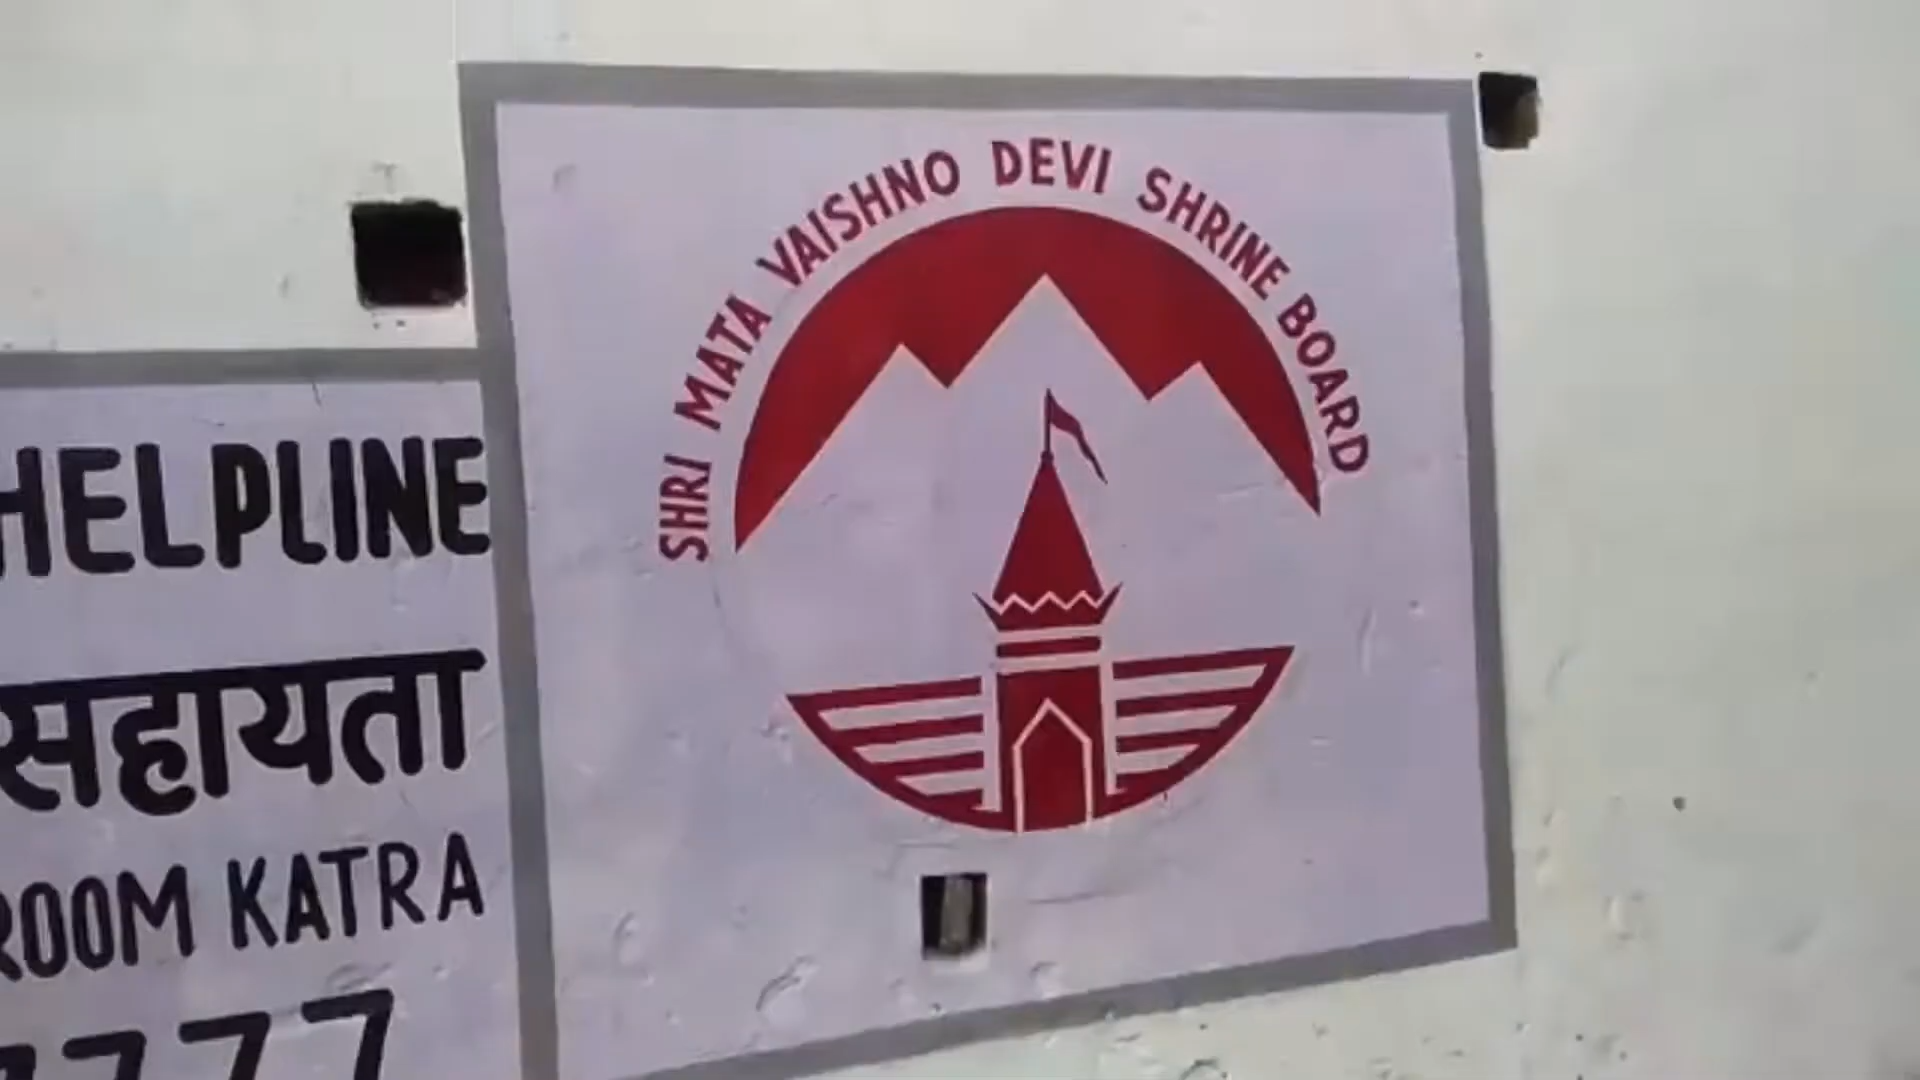 SHRI MATA VAISHNO DEVI SHRINE BOARD
HELPLINE
सहायता
ROOM KATRA
7777